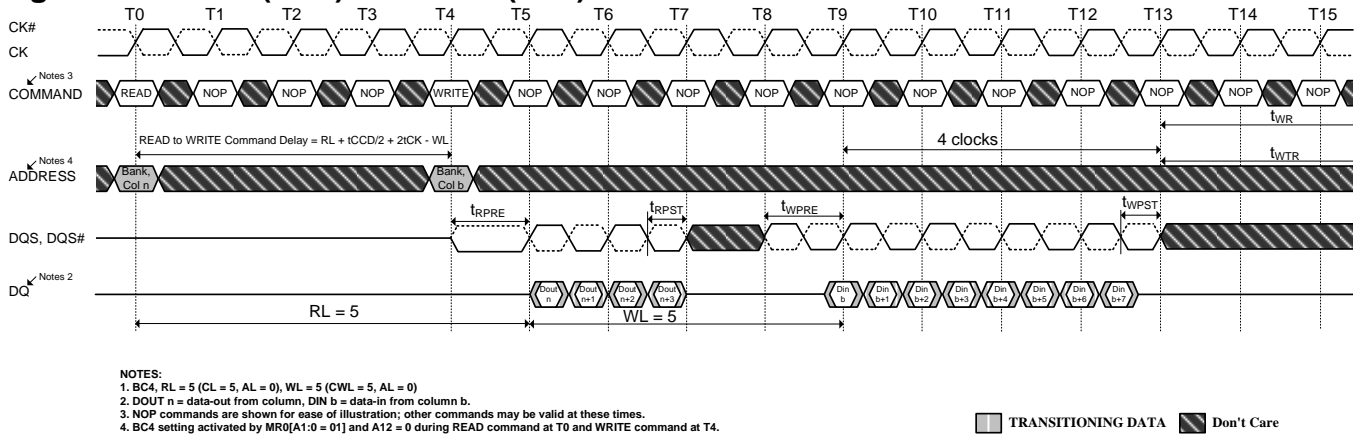 T0 T1 T2 T3 T4 T5 T6 T7 T8 T9 T10 T11 T12 T13 T14 T15
CK#
CK
Notes 3
COMMAND READ NOP NOP NOP WRITE NOP NOP NOP NOP NOP NOP NOP NOP NOP NOP NOP
READ to WRITE Command Delay = RL + tCCD/2 + 2tCK - WL
4 clocks
tWR
tWTR
Notes 4
ADDRESS Bank, Col n Bank, Col b
tRPRE tRPST tWPRE tWPST
DQS, DQS#
Notes 2
DQ Dout n Dout n+1 Dout n+2 Dout n+3 Din b Din b+1 Din b+2 Din b+3 Din b+4 Din b+5 Din b+6 Din b+7
RL = 5 WL = 5
NOTES:
1. BC4, RL = 5 (CL = 5, AL = 0), WL = 5 (CWL = 5, AL = 0)
2. DOUT n = data-out from column, DIN b = data-in from column b.
3. NOP commands are shown for ease of illustration; other commands may be valid at these times.
4. BC4 setting activated by MR0[A1:0 = 01] and A12 = 0 during READ command at T0 and WRITE command at T4.
TRANSITIONING DATA Don't Care